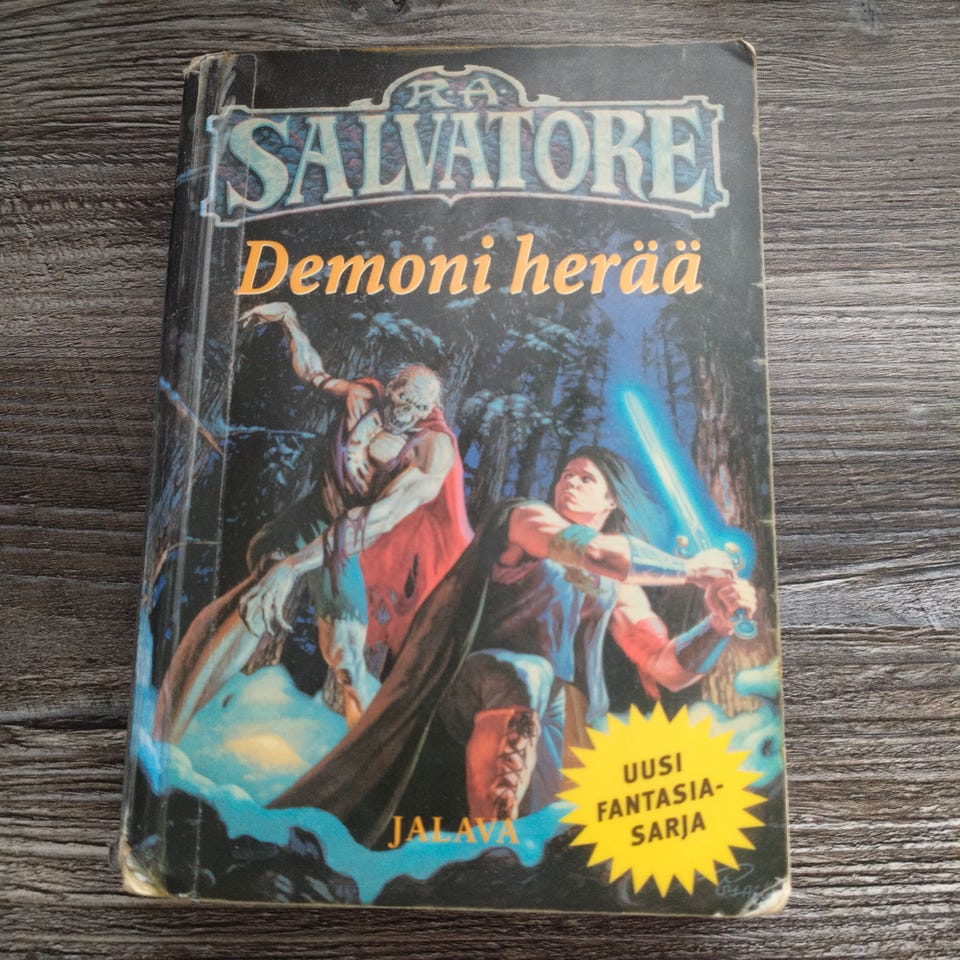 R.A.
SALVATORE
Demoni herää
JALAVA
UUSI
FANTASIA-
SARJA